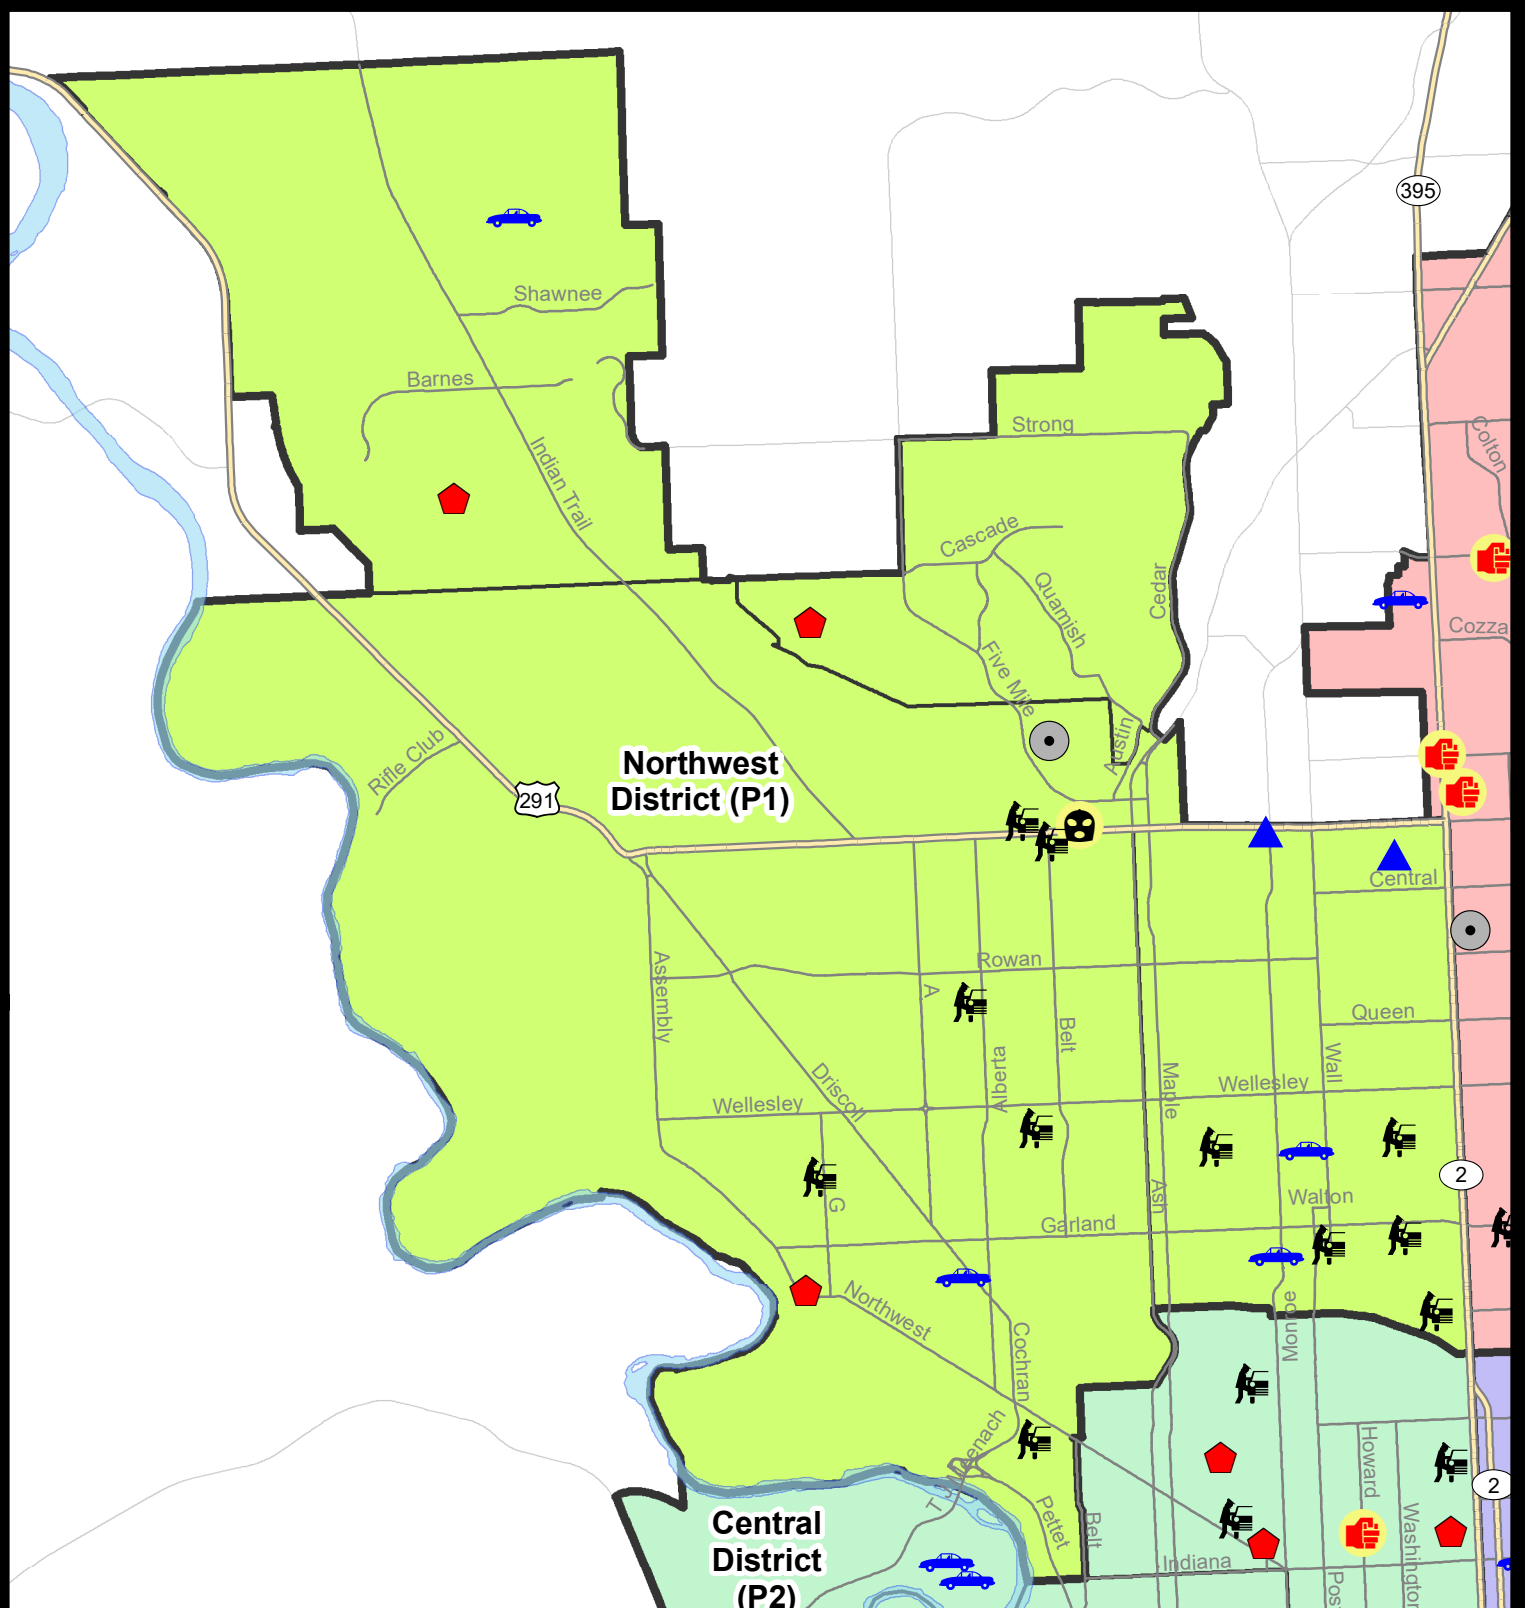 395
Shawnee
Barnes
Strong
Colton
Indian Trail
Cascade
Quamish
Cedar
Cozza
Five Mile
Austin
Rifle Club
Northwest
District (P1)
291
Central
Rowan
Assembly
A
Queen
Belt
Wall
Alberta
Driscoll
Maple
Wellesley
Wellesley
2
Ash
Walton
G
Garland
Northwest
Monroe
Cochran
T J Meenach
Howard
2
Pettet
Belt
Washington
Central
District
(P2)
Indiana
Post